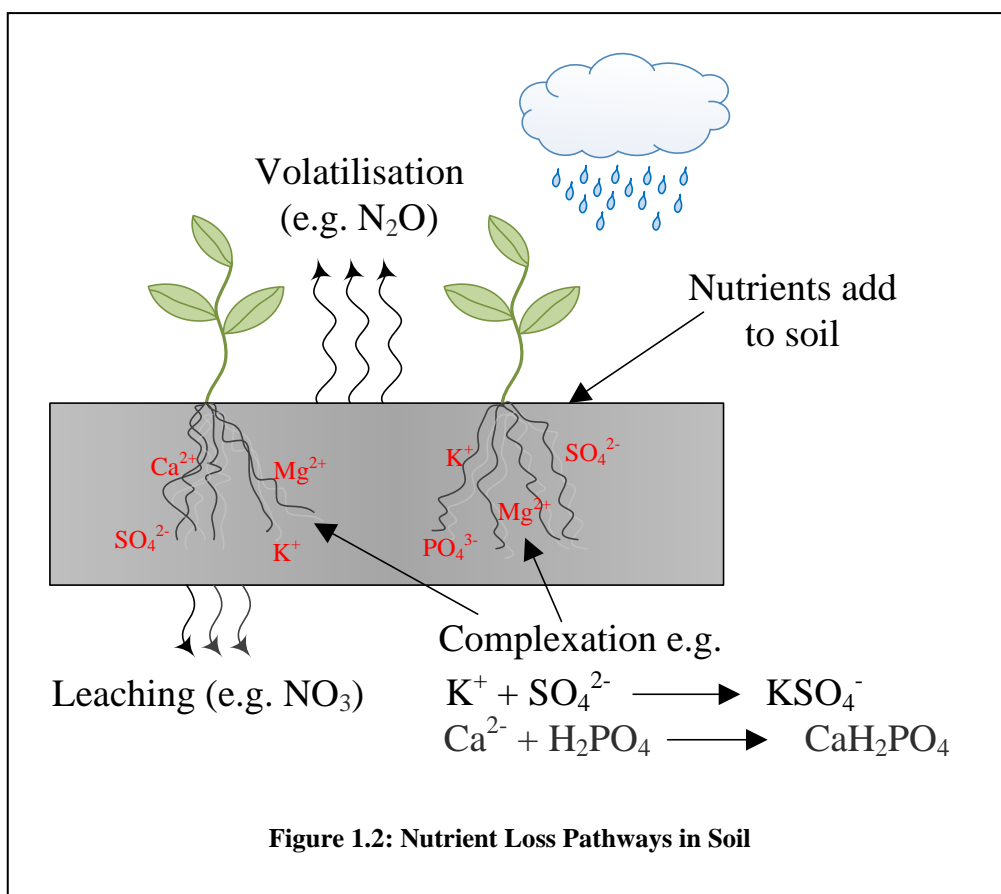 Volatilisation
(e.g. N₂O)
Nutrients add
to soil
Ca²⁺
Mg²⁺
SO₄²⁻
K⁺
K⁺
SO₄²⁻
Mg²⁺
PO₄³⁻
Leaching (e.g. NO₃)
Complexation e.g.
K⁺ + SO₄²⁻ → KSO₄⁻
Ca²⁻ + H₂PO₄ → CaH₂PO₄
Figure 1.2: Nutrient Loss Pathways in Soil